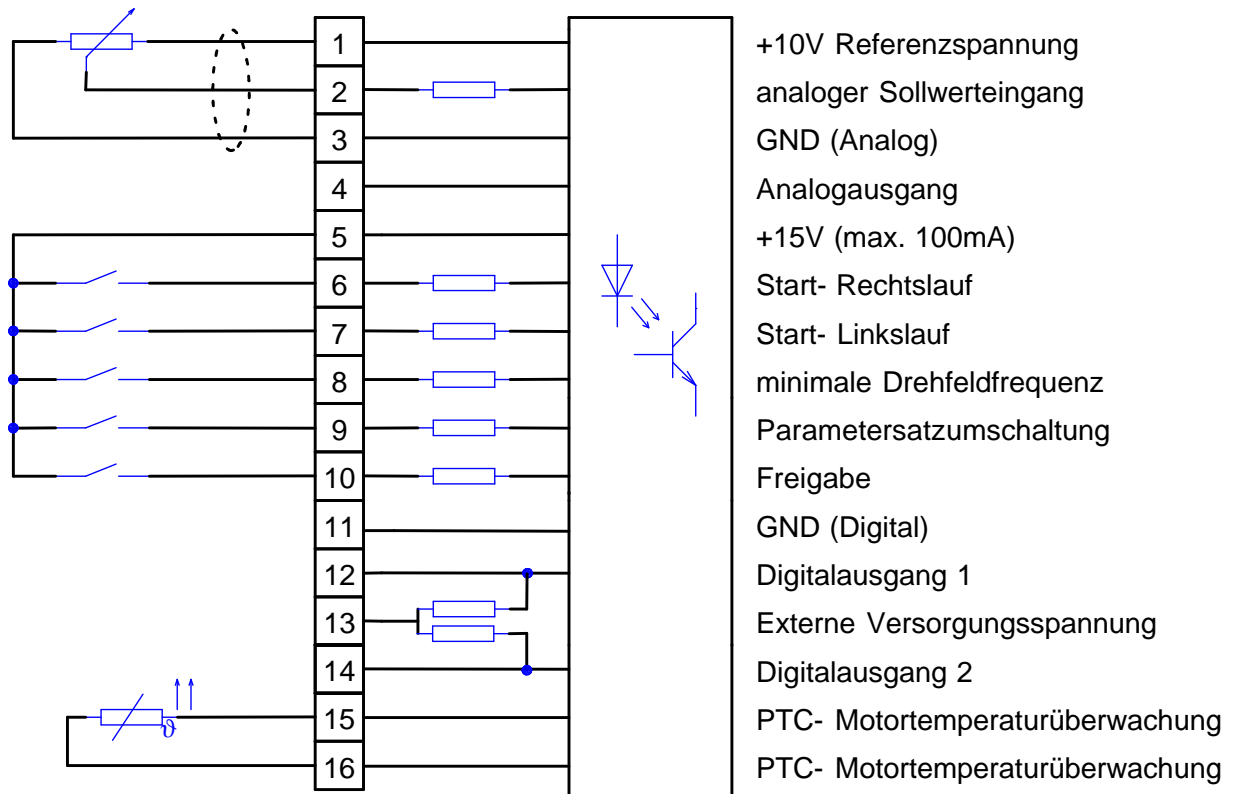 1 +10V Referenzspannung
2 analoger Sollwerteingang
3 GND (Analog)
4 Analogausgang
5 +15V (max. 100mA)
6 Start- Rechtslauf
7 Start- Linkslauf
8 minimale Drehfeldfrequenz
9 Parametersatzumschaltung
10 Freigabe
11 GND (Digital)
12 Digitalausgang 1
13 Externe Versorgungsspannung
14 Digitalausgang 2
ϑ 15 PTC- Motortemperaturüberwachung
16 PTC- Motortemperaturüberwachung